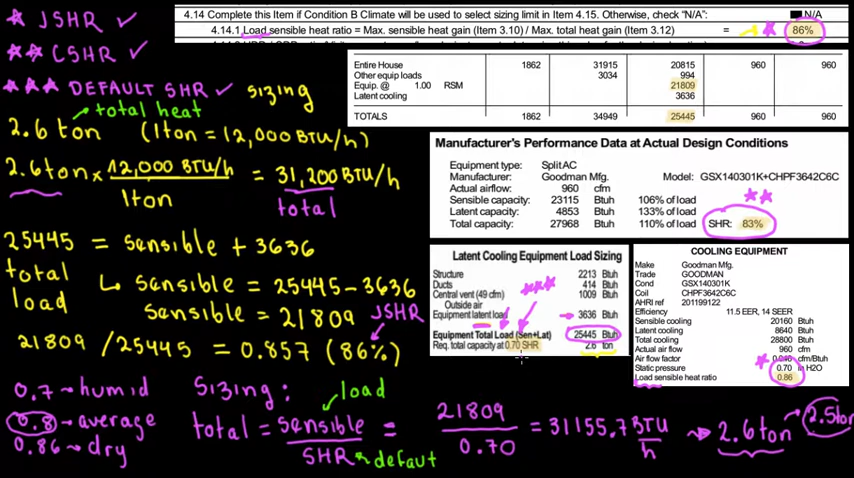 * JSHR ✓
** CSHR ✓
*** DEFAULT SHR ✓ sizing
total heat
2.6 ton (1ton = 12,000 BTU/h)
2.6ton x 12,000 BTU/h / 1ton = 31,200 BTU/h
total
25445 = sensible + 3636
total load
↳ sensible = 25445 - 3636
sensible = 21809
JSHR
21809 / 25445 = 0.857 (86%)
0.7 → humid
0.8 → average
0.86 → dry
Sizing:
load
total = sensible / SHR = 21809 / 0.70 = 31155.7 BTU/h → 2.6ton → 2.5ton
defaut
4.14 Complete this Item if Condition B Climate will be used to select sizing limit in Item 4.15. Otherwise, check "N/A": N/A
4.14.1 Load sensible heat ratio = Max. sensible heat gain (Item 3.10) / Max. total heat gain (Item 3.12) = * 86%
Entire House 1862 31915 20815 960 960
Other equip loads 3034 994
Equip. @ 1.00 RSM 21809
Latent cooling 3636
TOTALS 1862 34949 25445 960 960
Manufacturer's Performance Data at Actual Design Conditions
Equipment type: Split AC
Manufacturer: Goodman Mfg. Model: GSX140301K+CHPF3642C6C
Actual airflow: 960 cfm
Sensible capacity: 23115 Btuh 106% of load
Latent capacity: 4853 Btuh 133% of load
Total capacity: 27968 Btuh 110% of load SHR: 83%
**
Latent Cooling Equipment Load Sizing
Structure 2213 Btuh
Ducts 414 Btuh
Central vent (49 cfm) 1009 Btuh
Outside air
***
Equipment latent load → 3636 Btuh
Equipment Total Load (Sen+Lat) 25445 Btuh
Req. total capacity at 0.70 SHR 2.6 ton
COOLING EQUIPMENT
Make Goodman Mfg.
Trade GOODMAN
Cond GSX140301K
Coil CHPF3642C6C
AHRI ref 201199122
Efficiency 11.5 EER, 14 SEER
Sensible cooling 20160 Btuh
Latent cooling 8640 Btuh
Total cooling 28800 Btuh
Actual air flow 960 cfm
Air flow factor 0.046 cfm/Btuh
Static pressure 0.70 in H2O
Load sensible heat ratio * 0.86